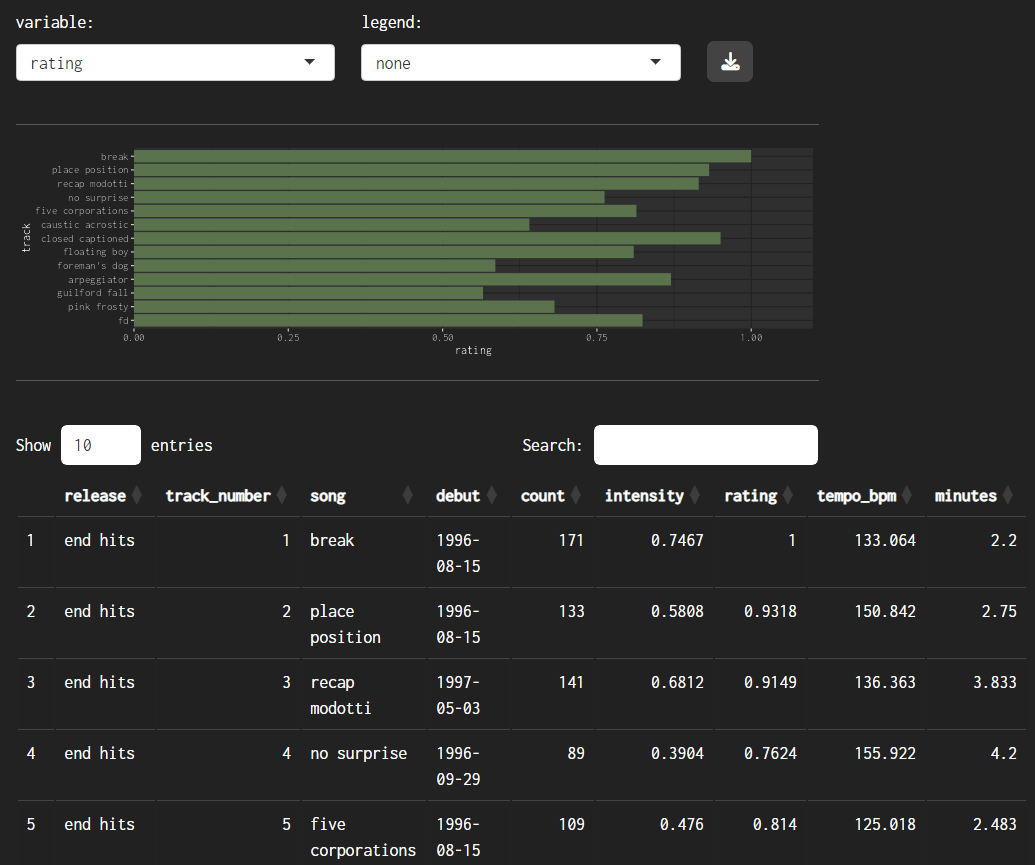 variable: legend:
rating none
break
place position
recap modotti
no surprise
five corporations
caustic acrostic
closed captioned
floating boy
foreman's dog
arpeggiator
guilford fall
pink frosty
fd
track
0.00 0.25 0.50 0.75 1.00
rating
Show 10 entries Search:
release track_number song debut count intensity rating tempo_bpm minutes
1 end hits 1 break 1996- 171 0.7467 1 133.064 2.2
08-15
2 end hits 2 place 1996- 133 0.5808 0.9318 150.842 2.75
position 08-15
3 end hits 3 recap 1997- 141 0.6812 0.9149 136.363 3.833
modotti 05-03
4 end hits 4 no surprise 1996- 89 0.3904 0.7624 155.922 4.2
09-29
5 end hits 5 five 1996- 109 0.476 0.814 125.018 2.483
corporations 08-15